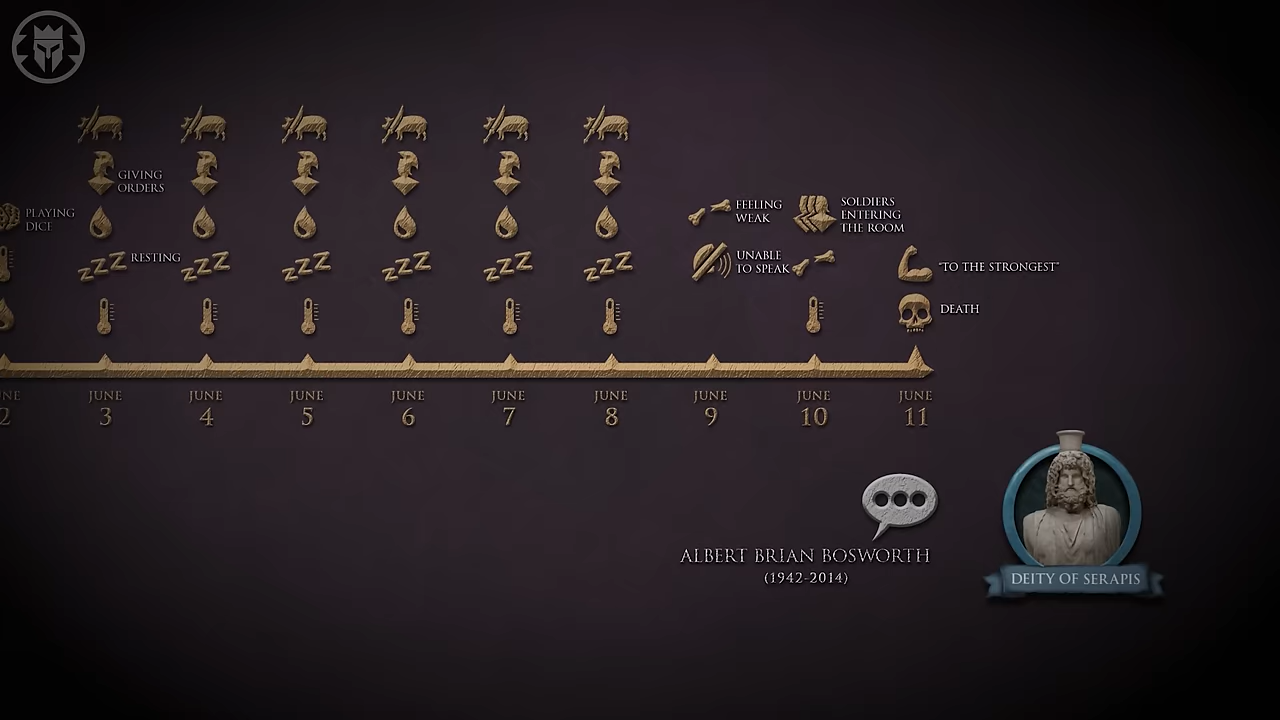 GIVING
ORDERS
PLAYING
DICE
RESTING
FEELING
WEAK
SOLDIERS
ENTERING
THE ROOM
UNABLE
TO SPEAK
"TO THE STRONGEST"
DEATH
JUNE JUNE JUNE JUNE JUNE JUNE JUNE JUNE JUNE
2 3 4 5 6 7 8 9 10 11
ALBERT BRIAN BOSWORTH
(1942-2014)
DEITY OF SERAPIS